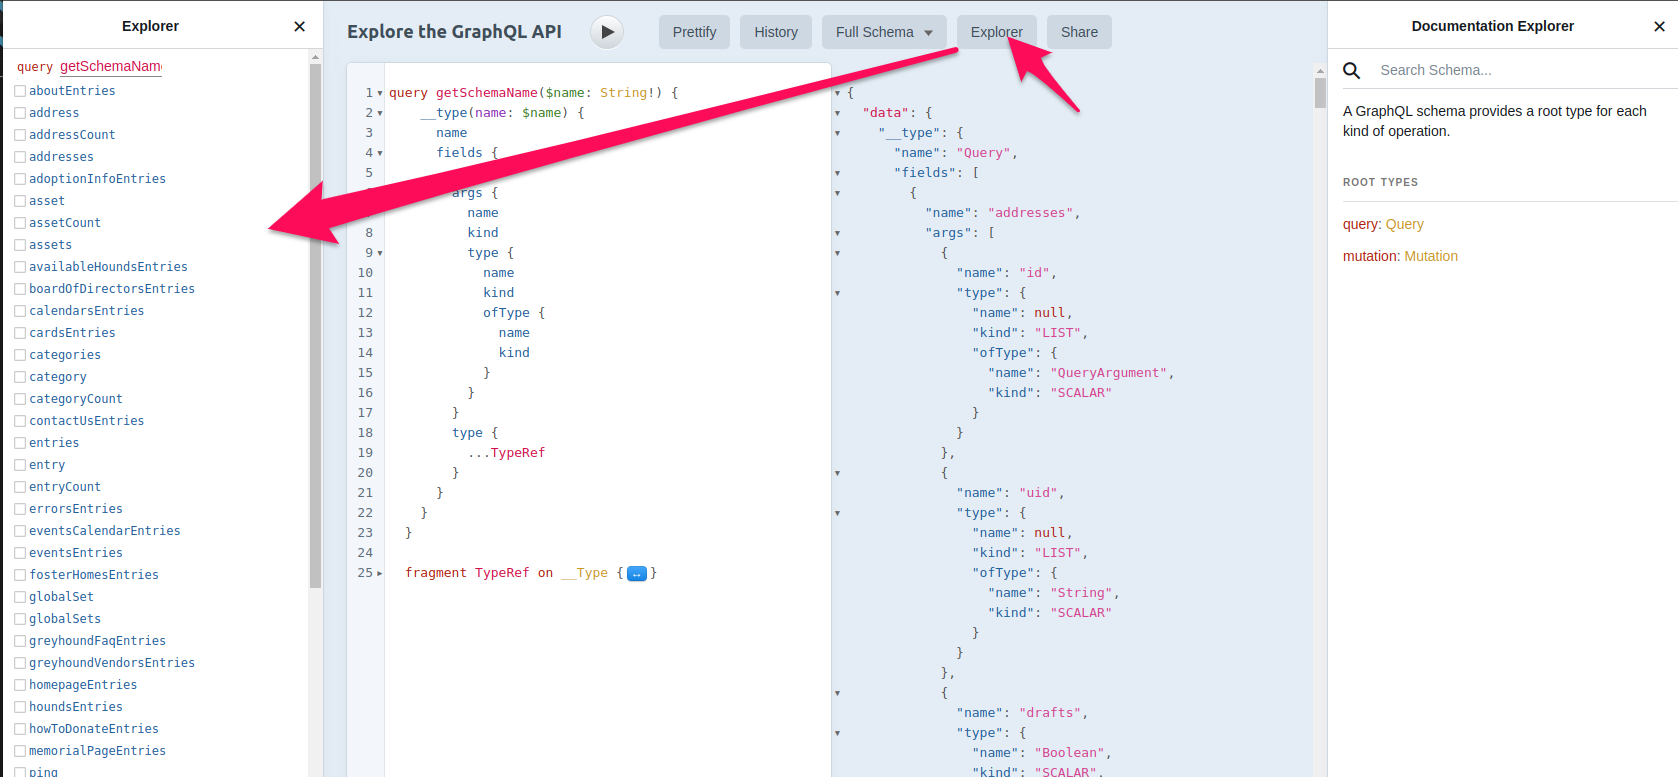 Explorer
query getSchemaNam
aboutEntries
address
addressCount
addresses
adoptionInfoEntries
asset
assetCount
assets
availableHoundsEntries
boardOfDirectorsEntries
calendarsEntries
cardsEntries
categories
category
categoryCount
contactUsEntries
entries
entry
entryCount
errorsEntries
eventsCalendarEntries
eventsEntries
fosterHomesEntries
globalSet
globalSets
greyhoundFaqEntries
greyhoundVendorsEntries
homepageEntries
houndsEntries
howToDonateEntries
memorialPageEntries
ping
Explore the GraphQL API
Prettify
History
Full Schema
Explorer
Share
1 query getSchemaName($name: String!) {
2 __type(name: $name) {
3 name
4 fields {
5
args {
name
8 kind
9 type {
10 name
11 kind
12 ofType {
13 name
14 kind
15 }
16 }
17 }
18 type {
19 ...TypeRef
20 }
21 }
22 }
23 }
24
25 fragment TypeRef on __Type {↔}
{
"data": {
"__type": {
"name": "Query",
"fields": [
{
"name": "addresses",
"args": [
{
"name": "id",
"type": {
"name": null,
"kind": "LIST",
"ofType": {
"name": "QueryArgument",
"kind": "SCALAR"
}
}
},
{
"name": "uid",
"type": {
"name": null,
"kind": "LIST",
"ofType": {
"name": "String",
"kind": "SCALAR"
}
}
},
{
"name": "drafts",
"type": {
"name": "Boolean",
"kind": "SCALAR",
Documentation Explorer
Search Schema...
A GraphQL schema provides a root type for each
kind of operation.
ROOT TYPES
query: Query
mutation: Mutation